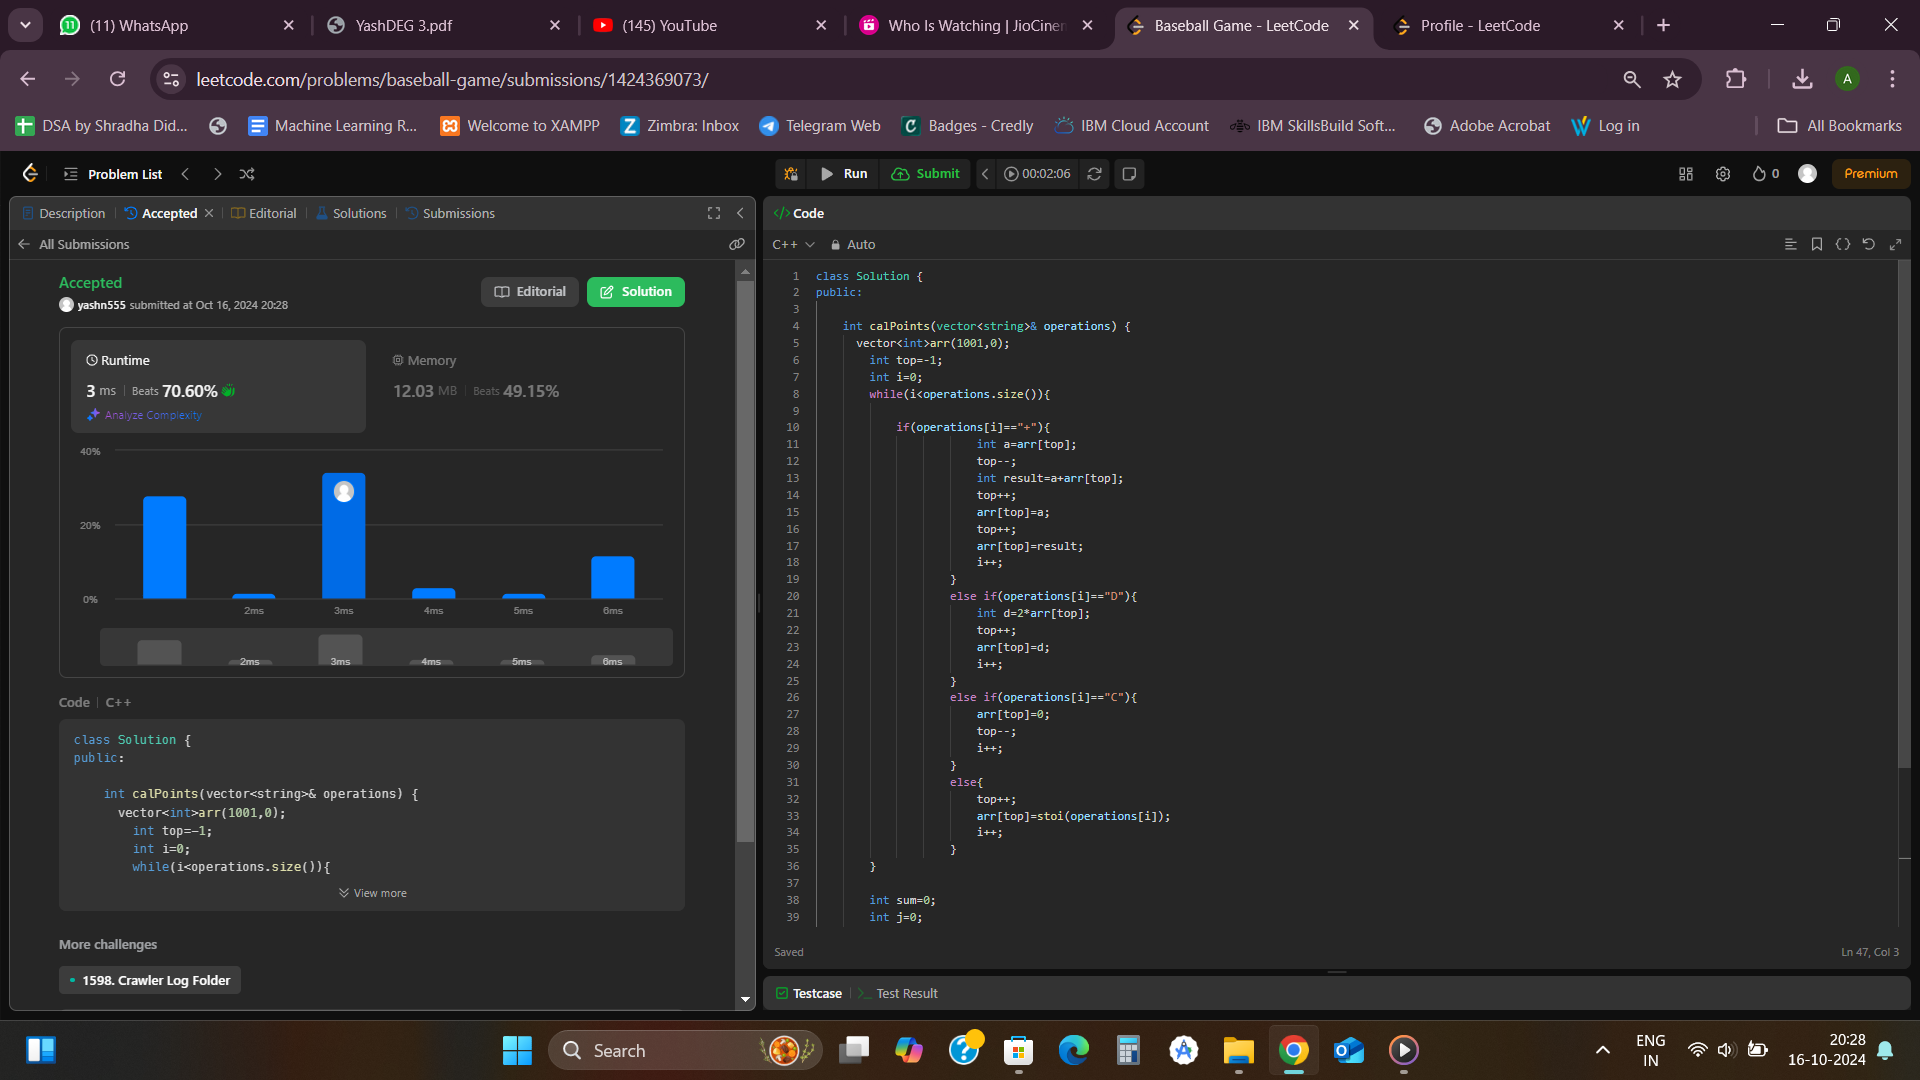 (11) WhatsApp
YashDEG 3.pdf
(145) YouTube
Who Is Watching | JioCinem
Baseball Game - LeetCode
Profile - LeetCode
leetcode.com/problems/baseball-game/submissions/1424369073/
A
DSA by Shradha Did...
Machine Learning R...
Welcome to XAMPP
Zimbra: Inbox
Telegram Web
Badges - Credly
IBM Cloud Account
IBM SkillsBuild Soft...
Adobe Acrobat
Log in
All Bookmarks
Problem List
Run
Submit
00:02:06
0
Premium
Description
Accepted
Editorial
Solutions
Submissions
All Submissions
Accepted
yashn555 submitted at Oct 16, 2024 20:28
Editorial
Solution
Runtime
3 ms | Beats 70.60%
Analyze Complexity
Memory
12.03 MB | Beats 49.15%
40%
20%
0%
2ms
3ms
4ms
5ms
6ms
2ms
3ms
4ms
5ms
6ms
Code | C++
class Solution {
public:
int calPoints(vector<string>& operations) {
vector<int>arr(1001,0);
int top=-1;
int i=0;
while(i<operations.size()){
View more
More challenges
1598. Crawler Log Folder
Code
C++
Auto
1 class Solution {
2 public:
3
4 int calPoints(vector<string>& operations) {
5 vector<int>arr(1001,0);
6 int top=-1;
7 int i=0;
8 while(i<operations.size()){
9
10 if(operations[i]=="+"){
11 int a=arr[top];
12 top--;
13 int result=a+arr[top];
14 top++;
15 arr[top]=a;
16 top++;
17 arr[top]=result;
18 i++;
19 }
20 else if(operations[i]=="D"){
21 int d=2*arr[top];
22 top++;
23 arr[top]=d;
24 i++;
25 }
26 else if(operations[i]=="C"){
27 arr[top]=0;
28 top--;
29 i++;
30 }
31 else{
32 top++;
33 arr[top]=stoi(operations[i]);
34 i++;
35 }
36 }
37
38 int sum=0;
39 int j=0;
Saved
Ln 47, Col 3
Testcase
Test Result
Search
ENG
IN
20:28
16-10-2024